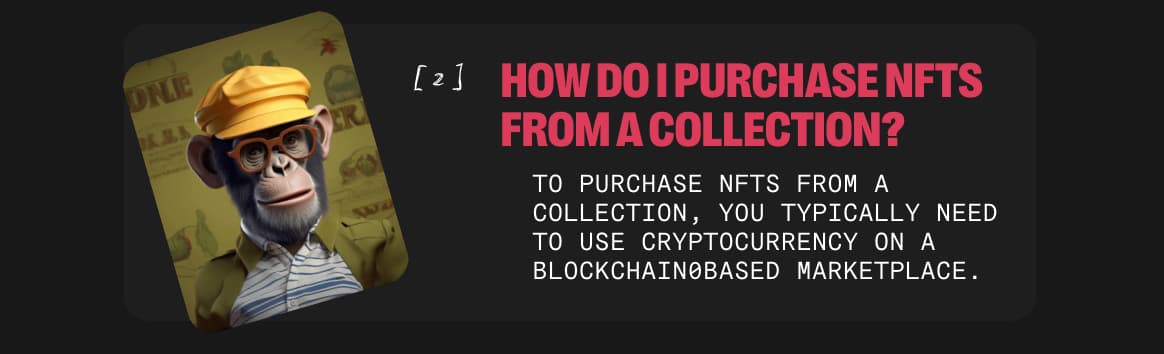 [2]
HOW DO I PURCHASE NFTS
FROM A COLLECTION?
TO PURCHASE NFTS FROM A
COLLECTION, YOU TYPICALLY NEED
TO USE CRYPTOCURRENCY ON A
BLOCKCHAIN0BASED MARKETPLACE.